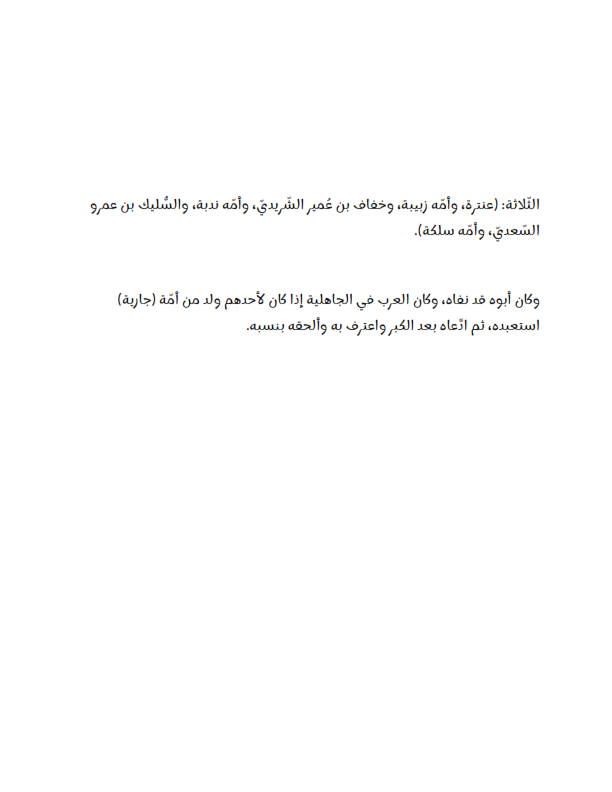 الثّلاثة: (عنترة، وأمّه زبيبة، وخفاف بن عُمير الشّريديّ، وأمّه ندبة، والسُّليك بن عمرو
السّعديّ، وأمّه سلكة).
وكان أبوه قد نفاه، وكان العرب في الجاهلية إذا كان لأحدهم ولد من أمّة (جارية)
استعبده، ثم ادّعاه بعد الكبر واعترف به وألحقه بنسبه.